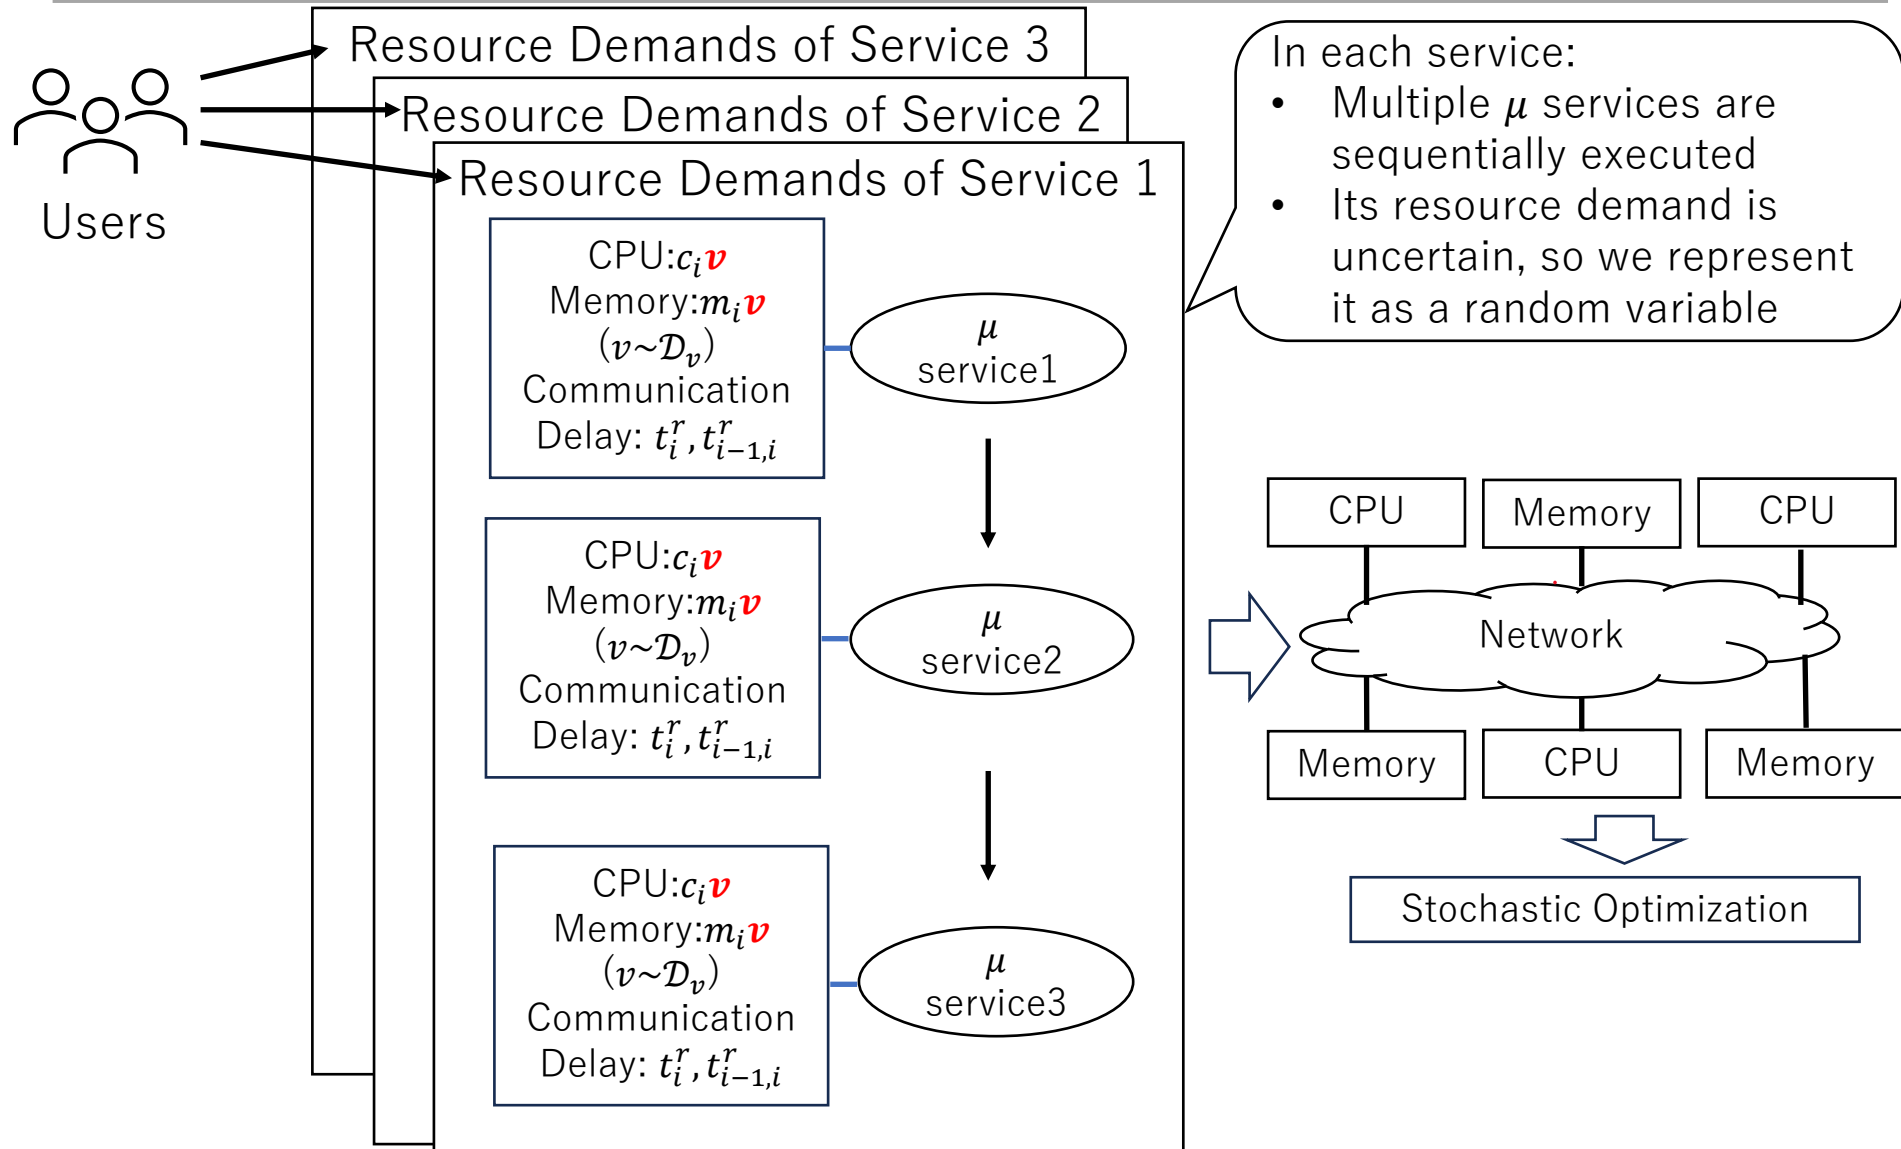 Resource Demands of Service 3
Resource Demands of Service 2
Resource Demands of Service 1
Users
CPU:c_i v
Memory:m_i v
(v~𝒟_v)
Communication
Delay: t_i^r, t_{i−1,i}^r
μ
service1
CPU:c_i v
Memory:m_i v
(v~𝒟_v)
Communication
Delay: t_i^r, t_{i−1,i}^r
μ
service2
CPU:c_i v
Memory:m_i v
(v~𝒟_v)
Communication
Delay: t_i^r, t_{i−1,i}^r
μ
service3
In each service:
• Multiple μ services are
sequentially executed
• Its resource demand is
uncertain, so we represent
it as a random variable
CPU
Memory
CPU
Network
Memory
CPU
Memory
Stochastic Optimization